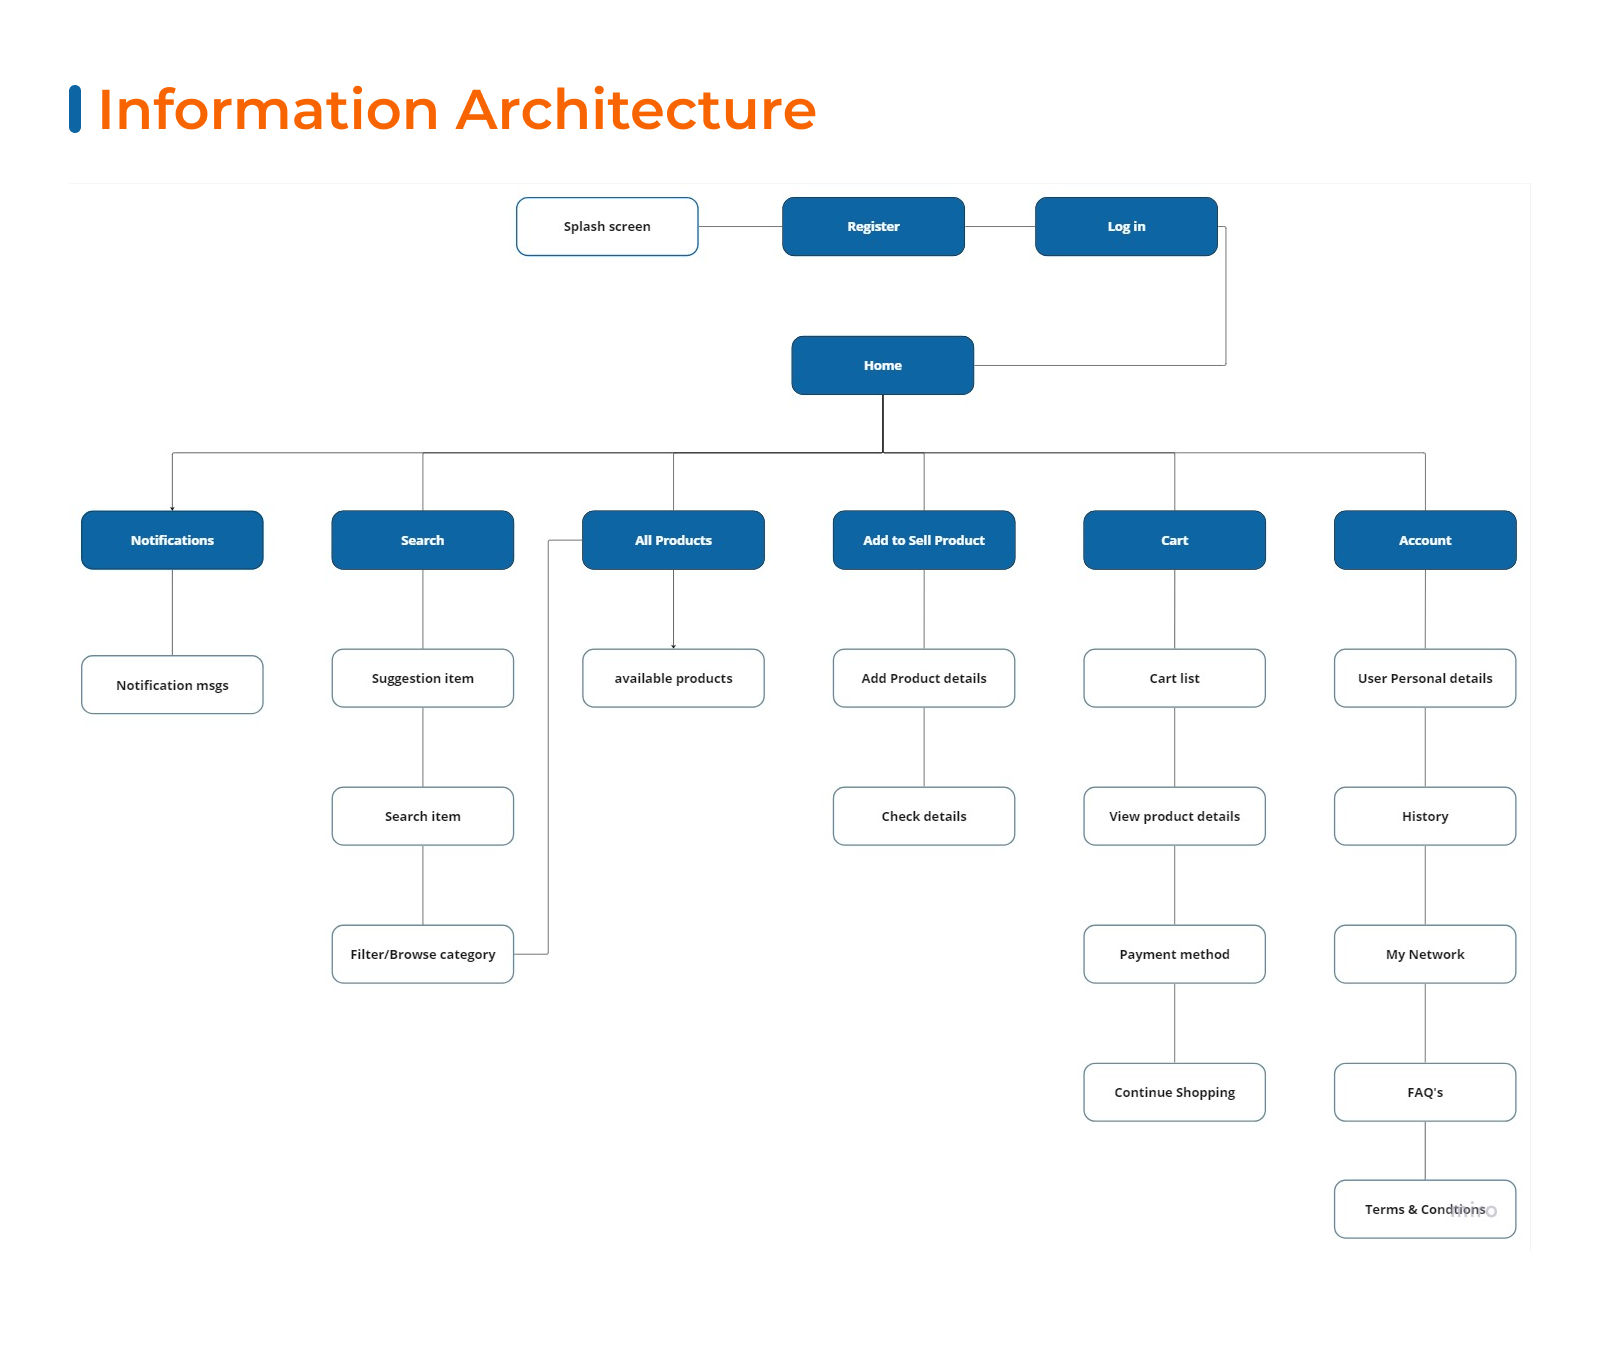 Information Architecture
Splash screen
Register
Log in
Home
Notifications
Search
All Products
Add to Sell Product
Cart
Account
Notification msgs
Suggestion item
available products
Add Product details
Cart list
User Personal details
Search item
Check details
View product details
History
Filter/Browse category
Payment method
My Network
Continue Shopping
FAQ's
Terms & Condtions
miro